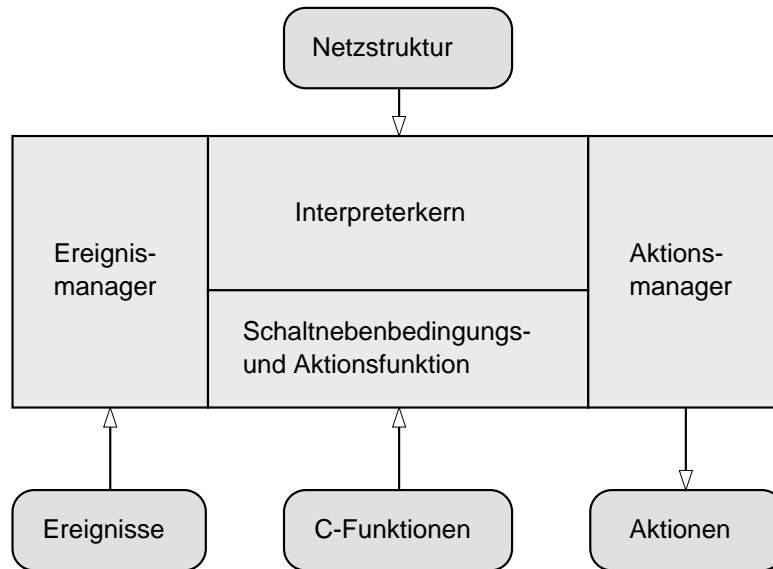 Netzstruktur
Interpreterkern
Ereignis-
manager
Aktions-
manager
Schaltnebenbedingungs-
und Aktionsfunktion
Ereignisse
C-Funktionen
Aktionen